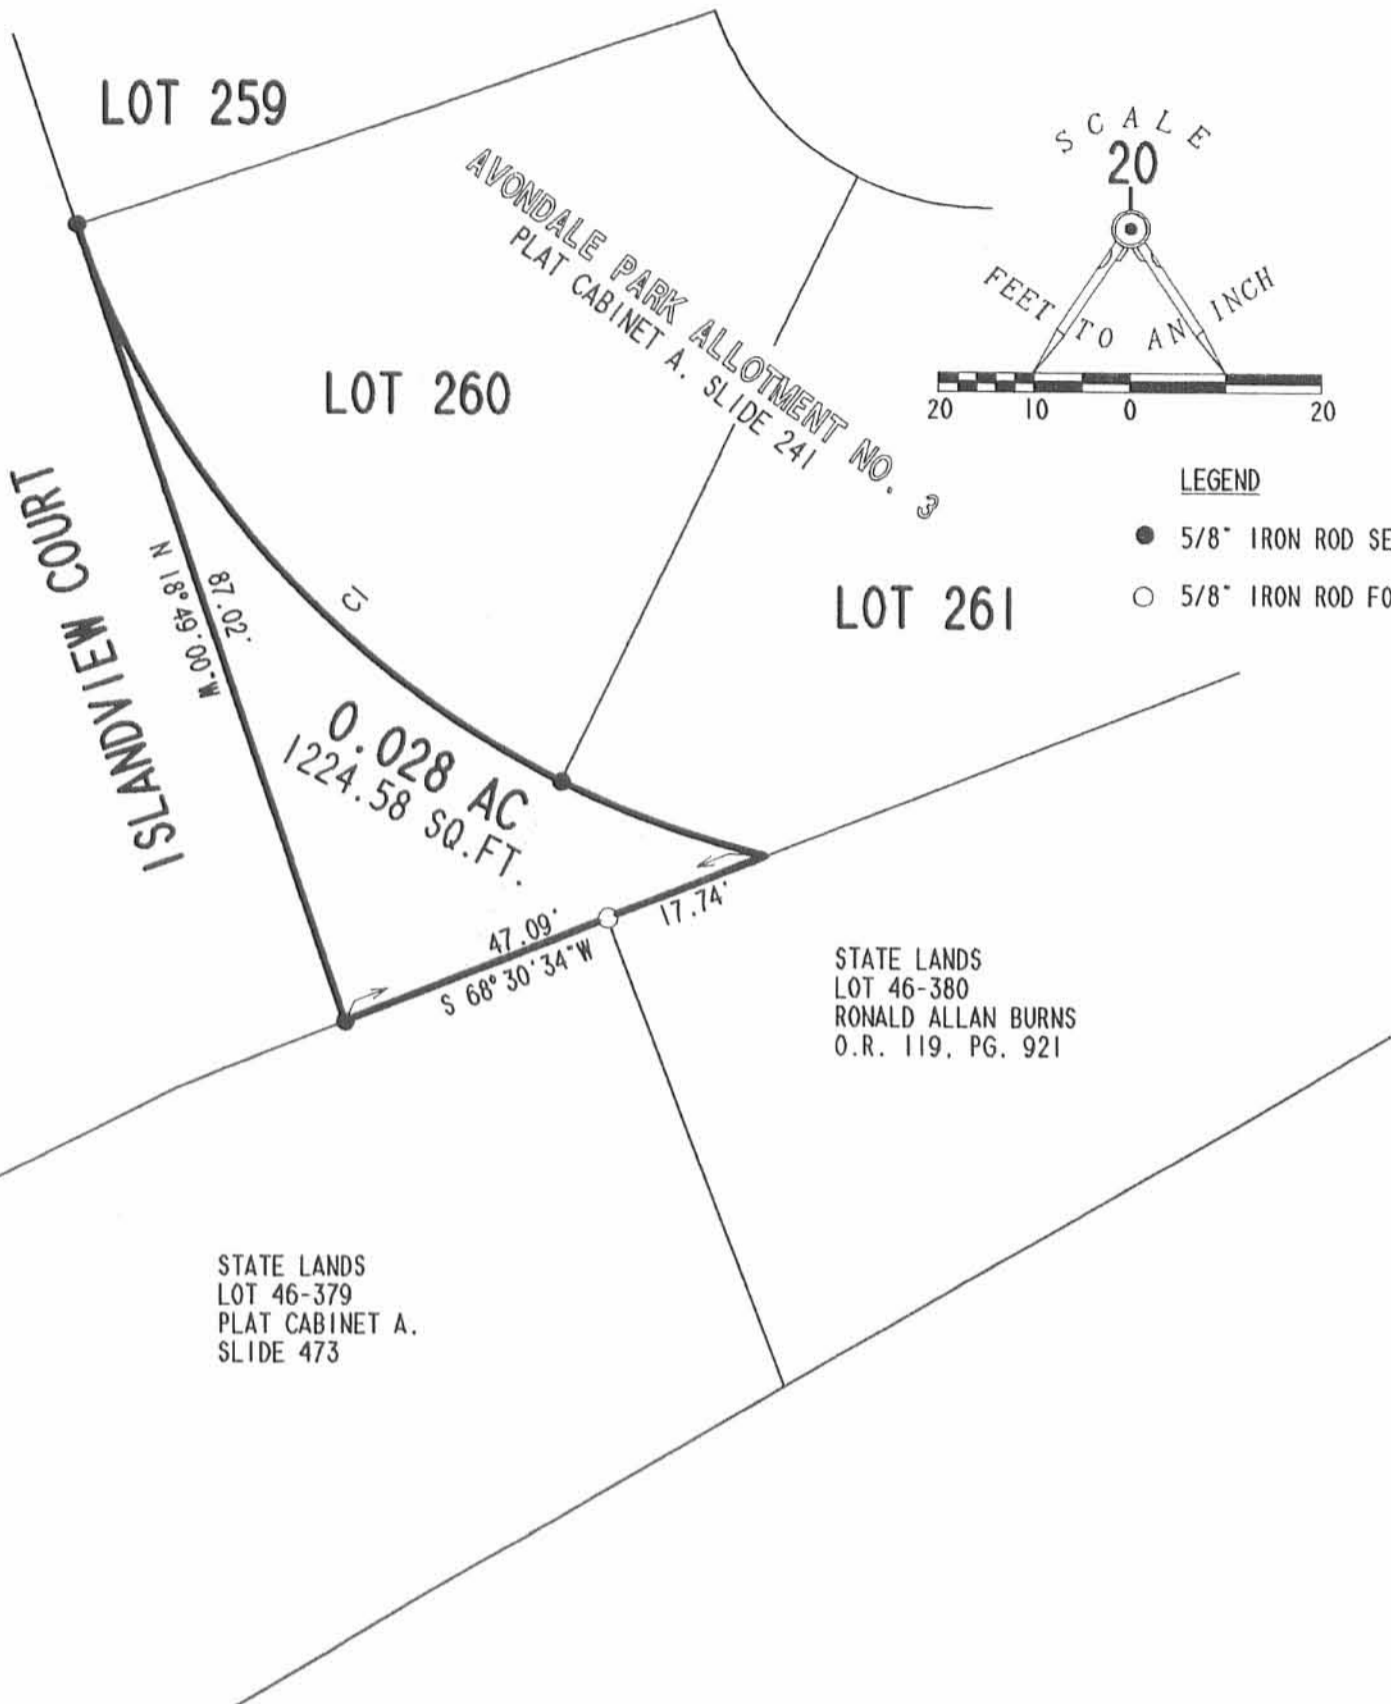 LOT 259
SCALE
20
FEET TO AN INCH
20 10 0 20
AVONDALE PARK ALLOTMENT NO. 3
PLAT CABINET A. SLIDE 241
LOT 260
LEGEND
5/8" IRON ROD SE
5/8" IRON ROD FO
ISLANDVIEW COURT
N 18°49'00"W
87.02'
C1
LOT 261
0.028 AC
1224.58 SQ.FT.
47.09'
S 68°30'34"W
17.74'
STATE LANDS
LOT 46-380
RONALD ALLAN BURNS
O.R. 119, PG. 921
STATE LANDS
LOT 46-379
PLAT CABINET A.
SLIDE 473